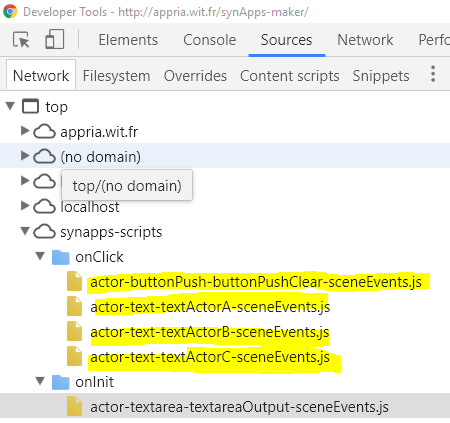 Developer Tools - http://appria.wit.fr/synApps-maker/
Elements Console Sources Network Perfo
Network Filesystem Overrides Content scripts Snippets
top
appria.wit.fr
(no domain)
top/(no domain)
localhost
synapps-scripts
onClick
actor-buttonPush-buttonPushClear-sceneEvents.js
actor-text-textActorA-sceneEvents.js
actor-text-textActorB-sceneEvents.js
actor-text-textActorC-sceneEvents.js
onInit
actor-textarea-textareaOutput-sceneEvents.js